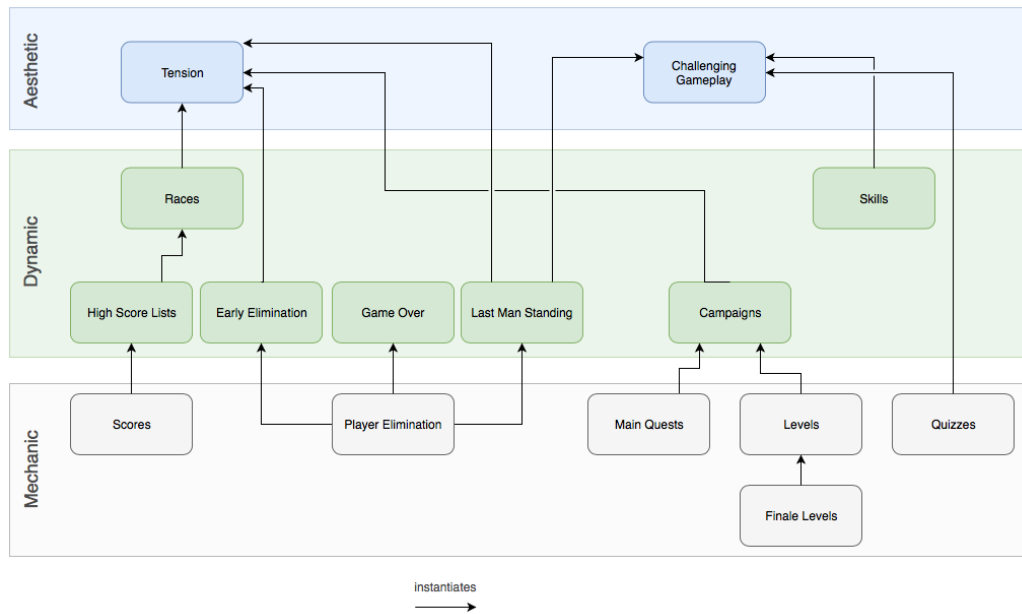 Aesthetic
Tension
Challenging
Gameplay
Dynamic
Races
Skills
High Score Lists
Early Elimination
Game Over
Last Man Standing
Campaigns
Mechanic
Scores
Player Elimination
Main Quests
Levels
Quizzes
Finale Levels
instantiates